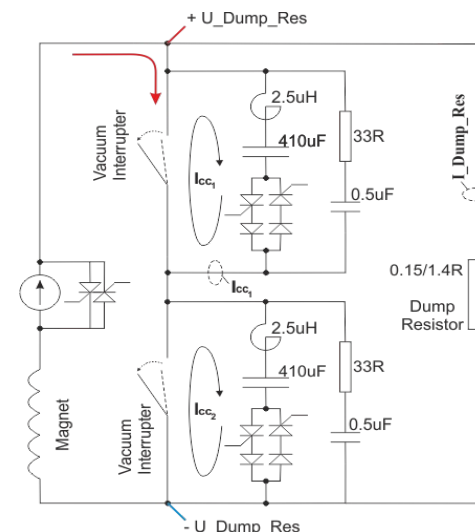 + U_Dump_Res
2.5uH
410uF
33R
0.5uF
Vacuum
Interrupter
Icc1
Icc1
I_Dump_Res
0.15/1.4R
Dump
Resistor
2.5uH
410uF
33R
0.5uF
Vacuum
Interrupter
Icc2
Magnet
- U_Dump_Res